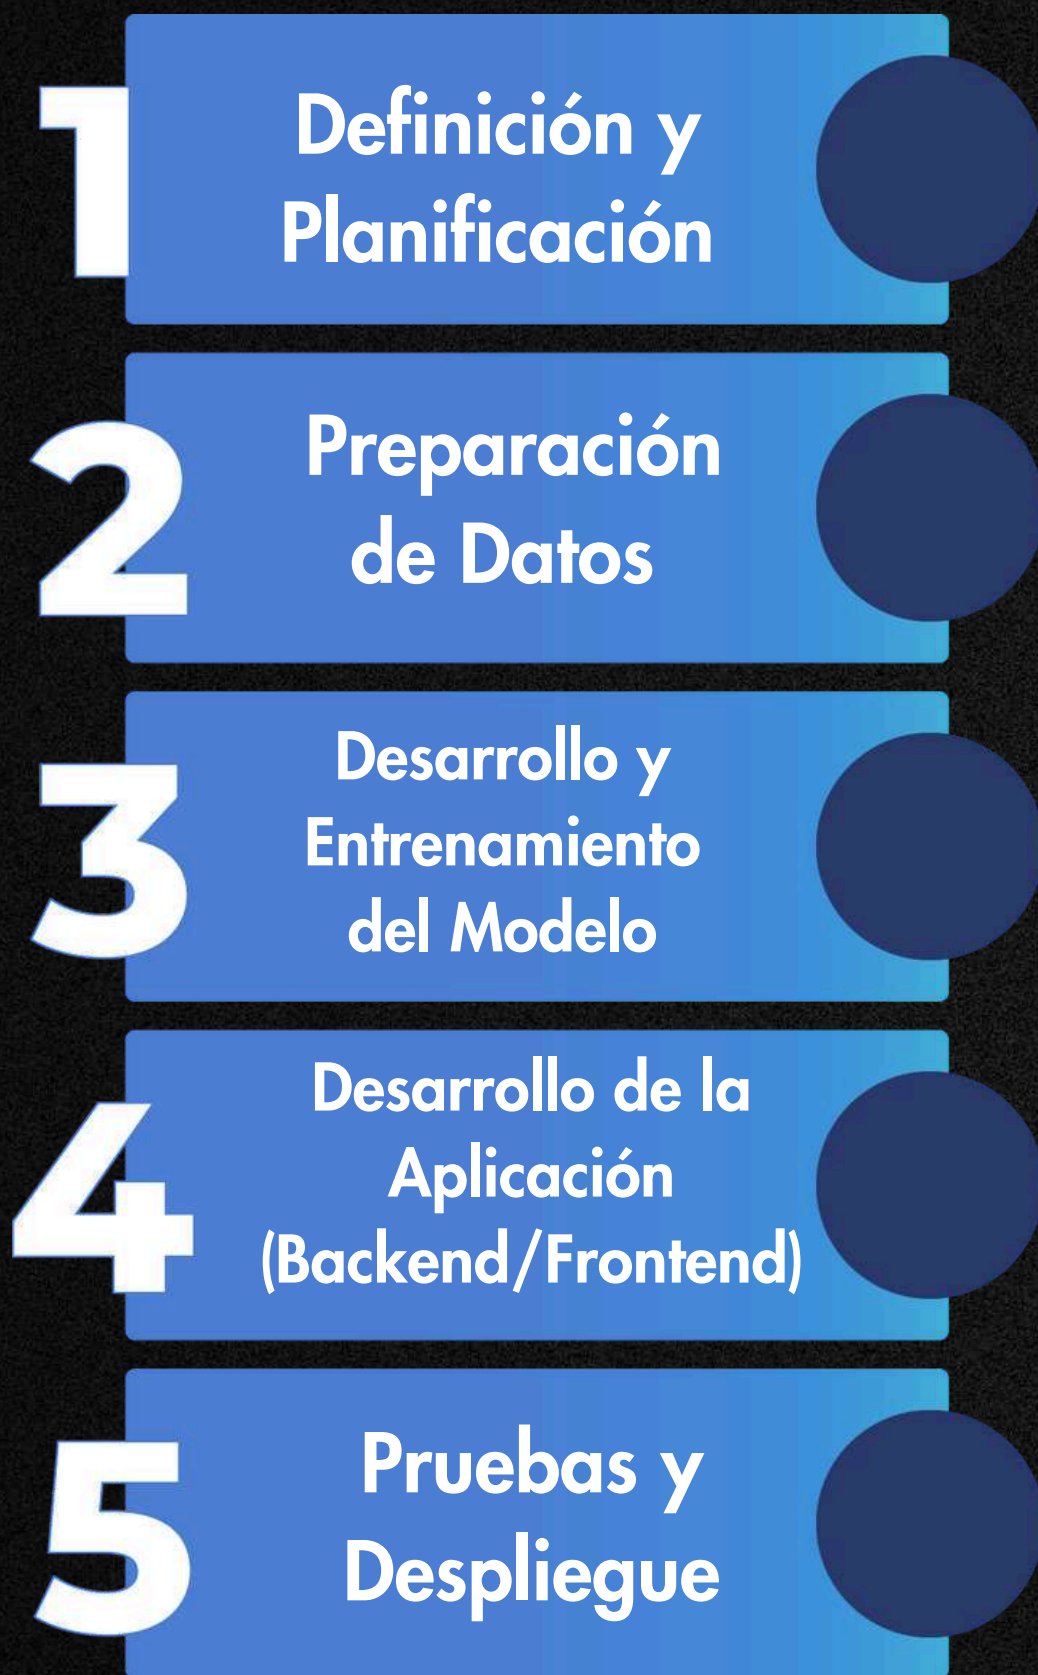 1
Definición y
Planificación
2
Preparación
de Datos
3
Desarrollo y
Entrenamiento
del Modelo
4
Desarrollo de la
Aplicación
(Backend/Frontend)
5
Pruebas y
Despliegue